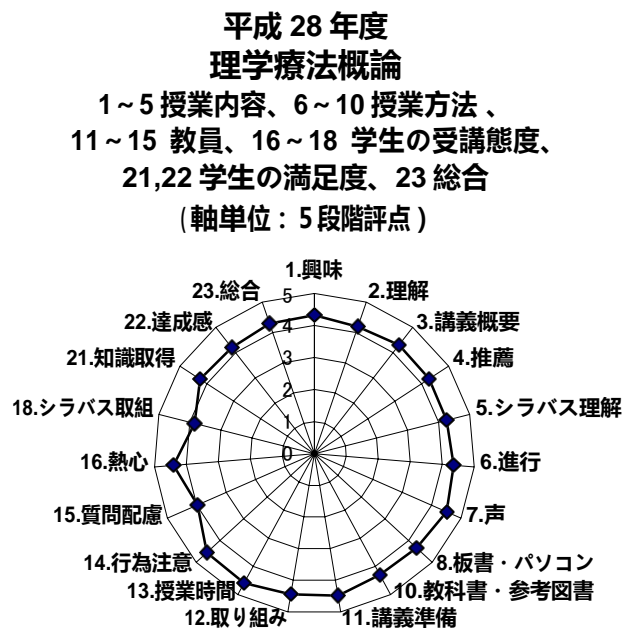 平成 28 年度
理学療法概論
1～5 授業内容、6～10 授業方法 、
11～15 教員、16～18 学生の受講態度、
21,22 学生の満足度、23 総合
（軸単位：5 段階評点 ）
1.興味
2.理解
3.講義概要
4.推薦
5.シラバス理解
6.進行
7.声
8.板書・パソコン
10.教科書・参考図書
11.講義準備
12.取り組み
13.授業時間
14.行為注意
15.質問配慮
16.熱心
18.シラバス取組
21.知識取得
22.達成感
23.総合
5
4
3
2
1
0